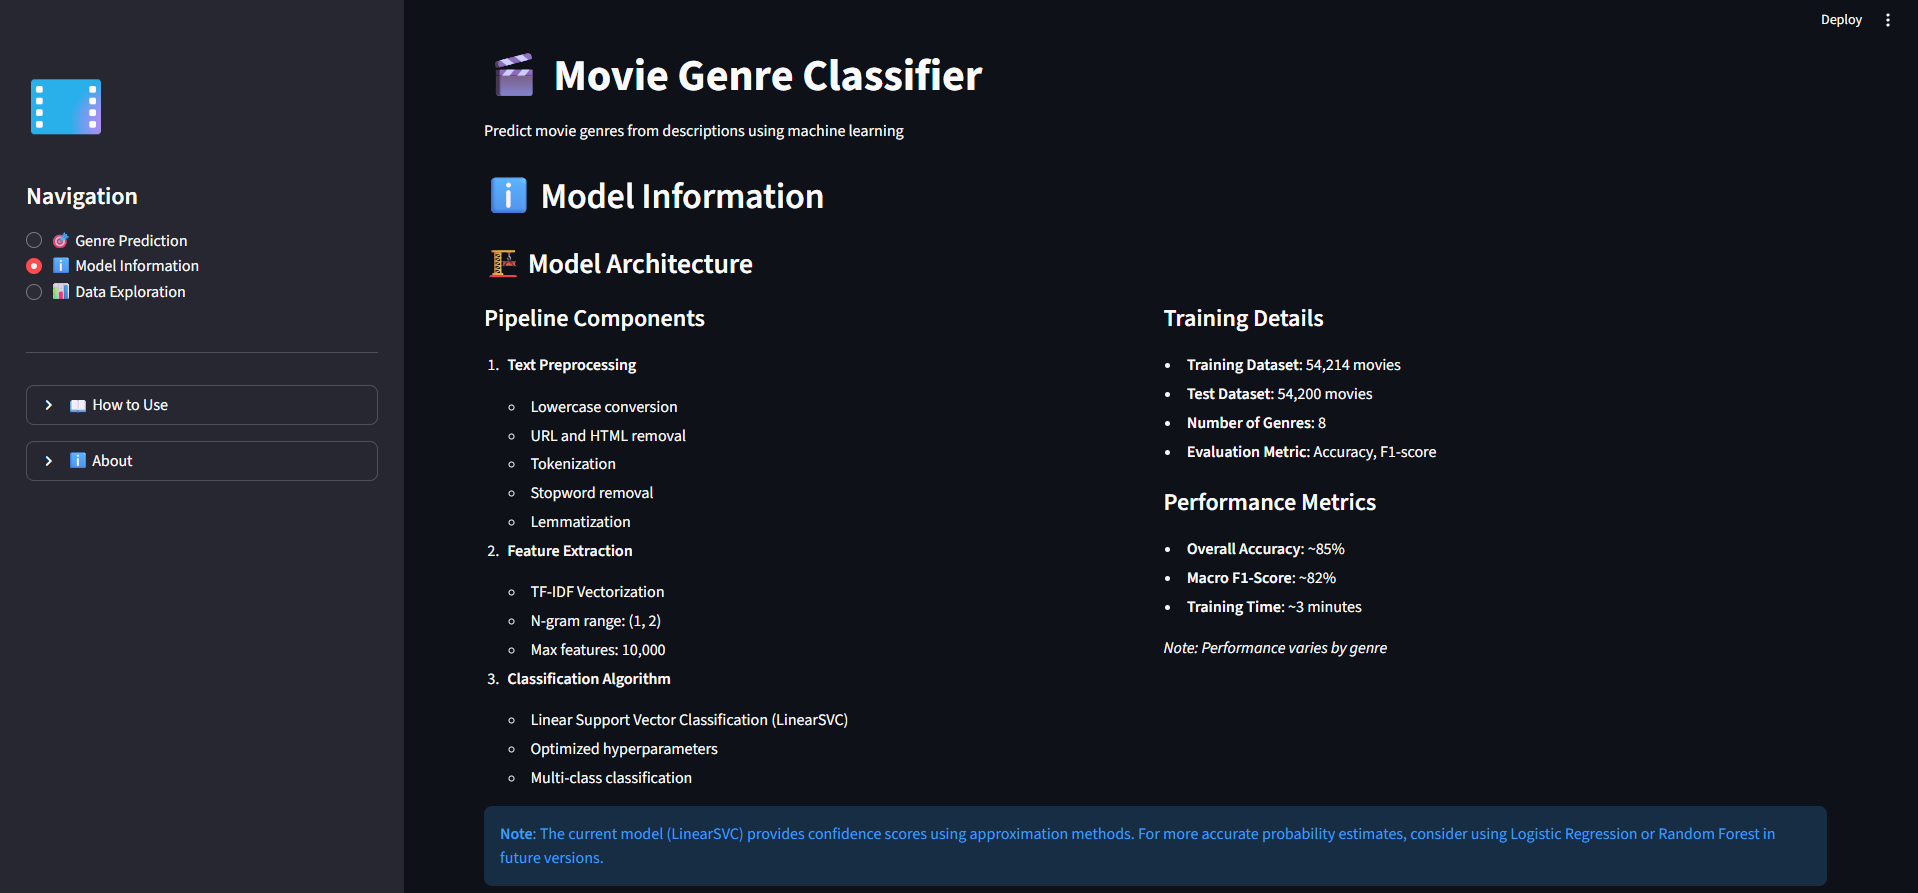 Deploy
Navigation
Genre Prediction
Model Information
Data Exploration
How to Use
About
Movie Genre Classifier
Predict movie genres from descriptions using machine learning
Model Information
Model Architecture
Pipeline Components
1. Text Preprocessing
Lowercase conversion
URL and HTML removal
Tokenization
Stopword removal
Lemmatization
2. Feature Extraction
TF-IDF Vectorization
N-gram range: (1, 2)
Max features: 10,000
3. Classification Algorithm
Linear Support Vector Classification (LinearSVC)
Optimized hyperparameters
Multi-class classification
Training Details
Training Dataset: 54,214 movies
Test Dataset: 54,200 movies
Number of Genres: 8
Evaluation Metric: Accuracy, F1-score
Performance Metrics
Overall Accuracy: ~85%
Macro F1-Score: ~82%
Training Time: ~3 minutes
Note: Performance varies by genre
Note: The current model (LinearSVC) provides confidence scores using approximation methods. For more accurate probability estimates, consider using Logistic Regression or Random Forest in
future versions.